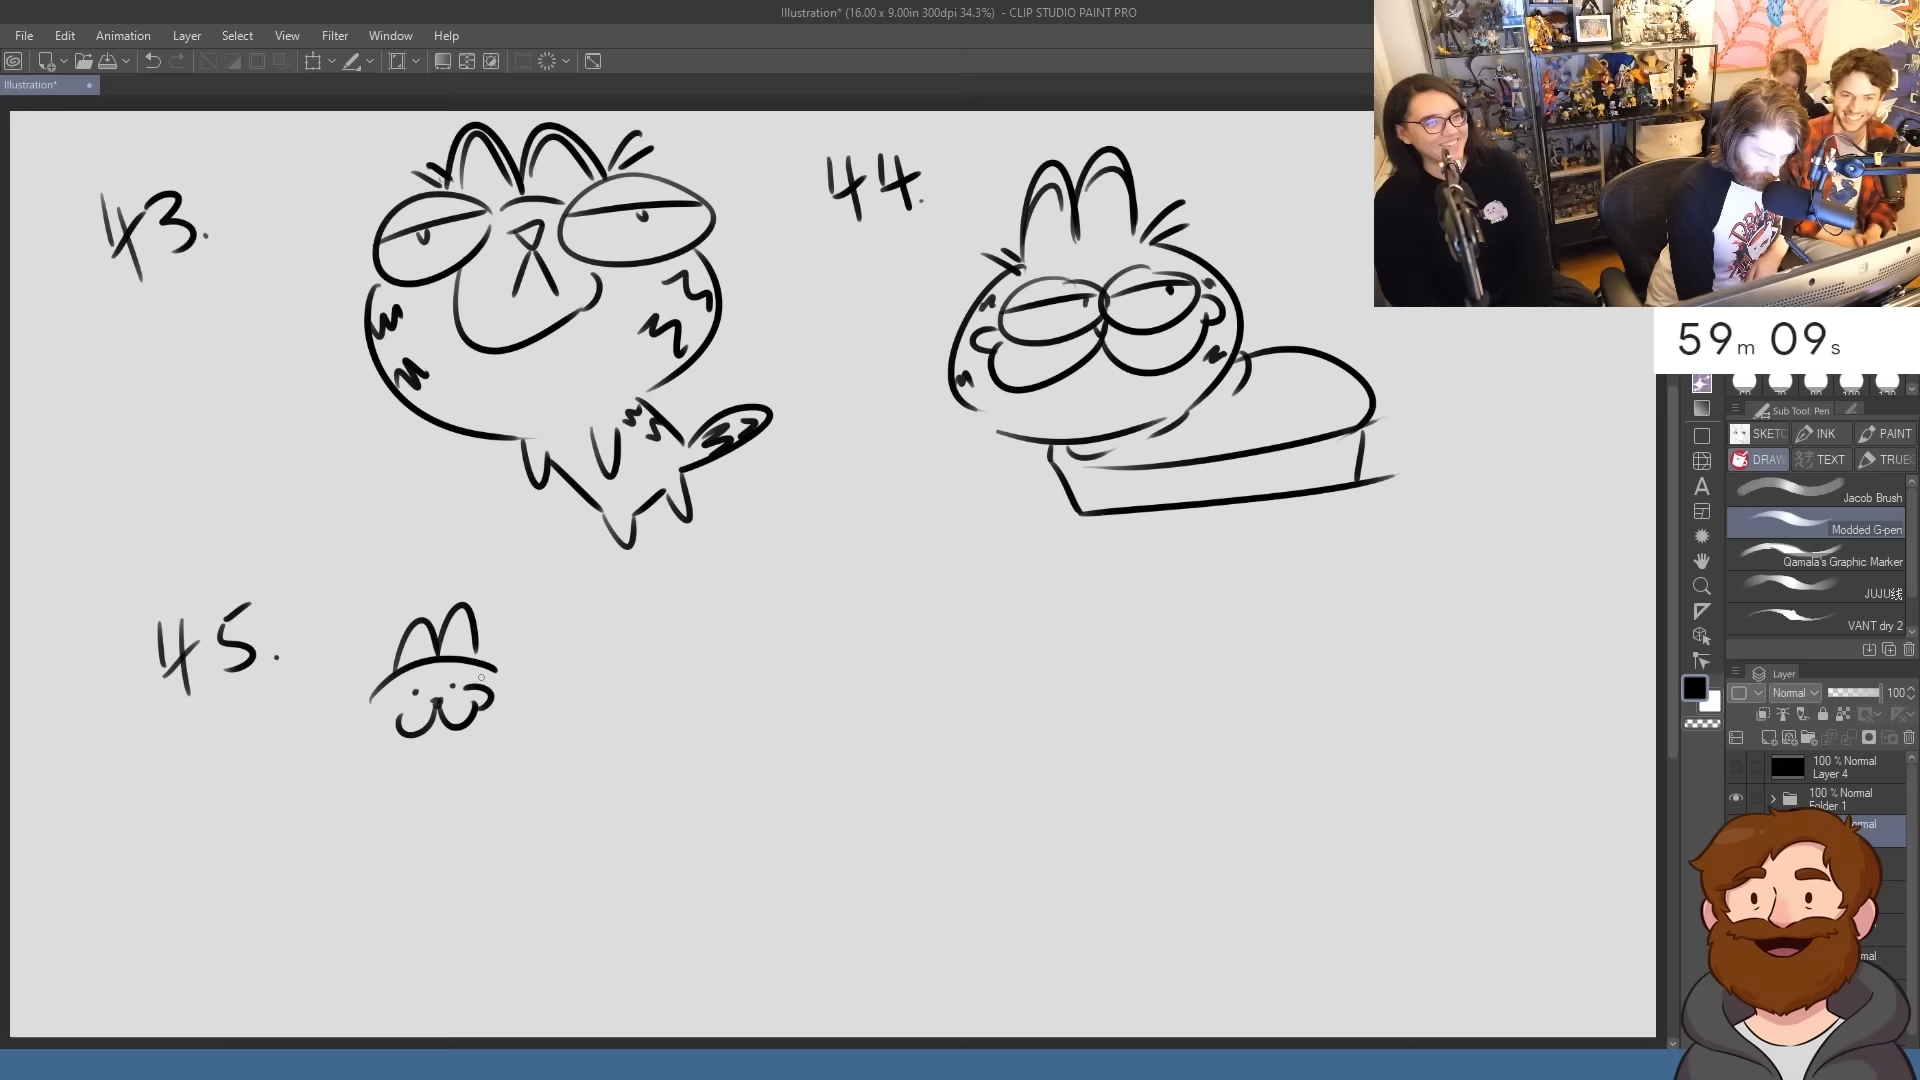 Illustration* (16.00 x 9.00in 300dpi 34.3%) - CLIP STUDIO PAINT PRO
File Edit Animation Layer Select View Filter Window Help
Illustration*
43.
44.
59m 09s
Sub Tool: Pen
INK PAINT
DRAW TEXT
Jacob Brush
Modded G-pen
Qamala's Graphic Marker
JUJU线
VANT dry 2
45.
Layer
Normal 100
100 % Normal
Layer 4
100 % Normal
Folder 1